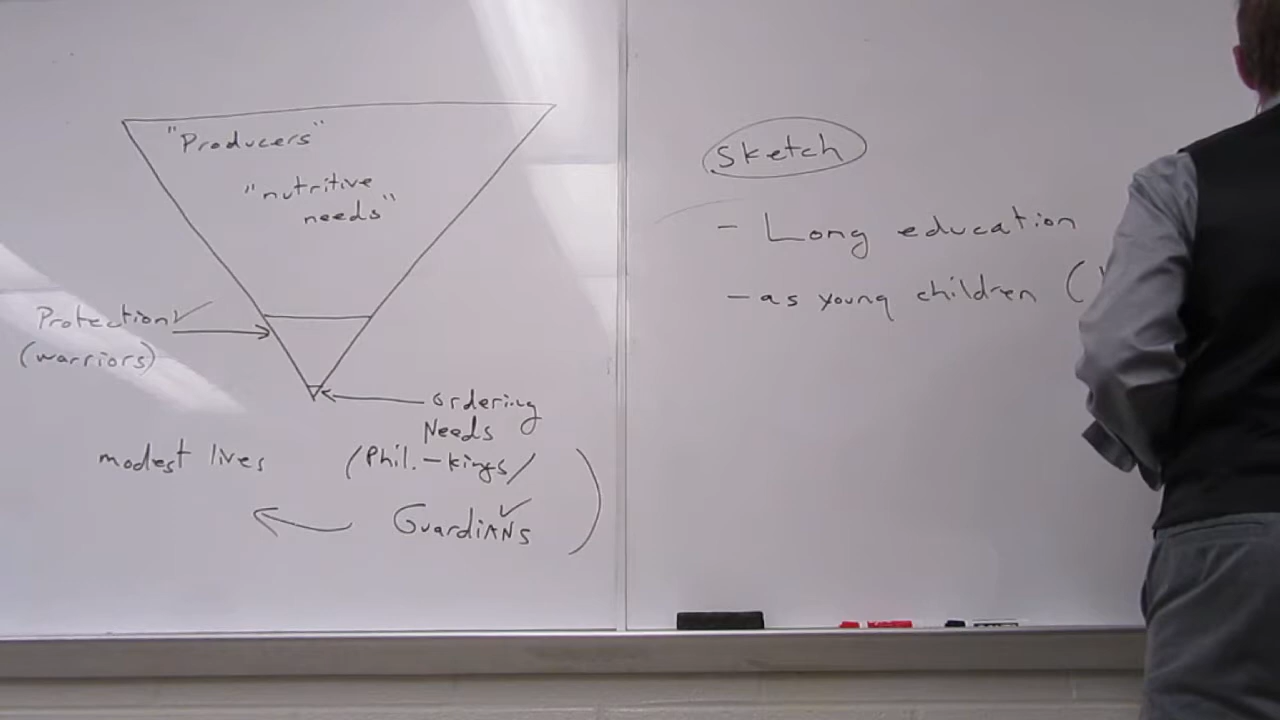 "Producers"
"nutritive
needs"
Protection
(warriors)
ordering
Needs
(Phil.-kings/
GuardiANs
modest lives
Sketch
- Long education
- as young children (